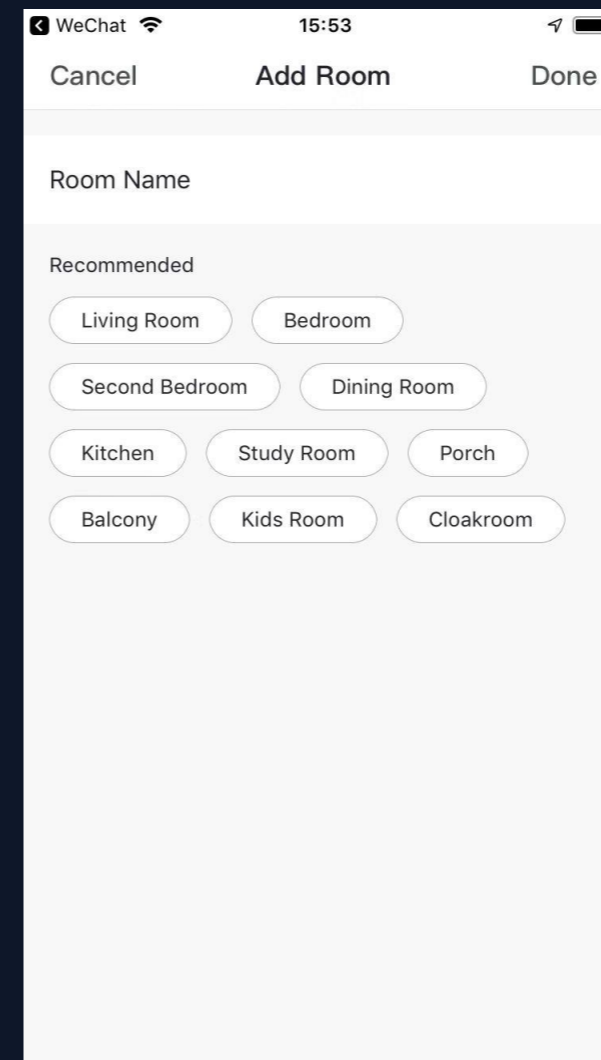 WeChat 15:53
Cancel Add Room Done
Room Name
Recommended
Living Room Bedroom
Second Bedroom Dining Room
Kitchen Study Room Porch
Balcony Kids Room Cloakroom